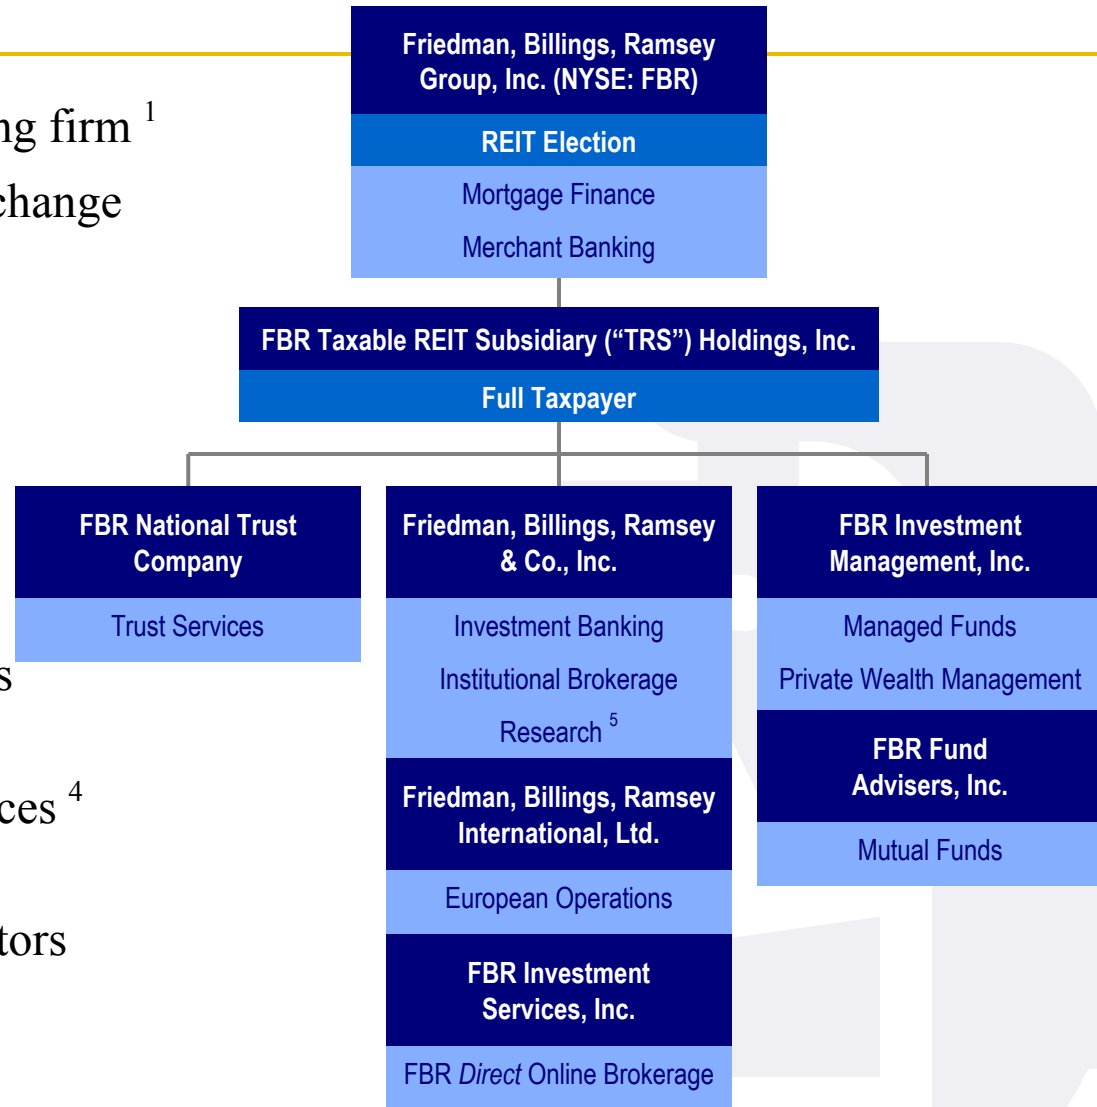 Friedman, Billings, Ramsey
Group, Inc. (NYSE: FBR)
REIT Election
Mortgage Finance
Merchant Banking
ng firm 1
change
FBR Taxable REIT Subsidiary (“TRS”) Holdings, Inc.
Full Taxpayer
FBR National Trust
Company
Trust Services
s
ces 4
tors
Friedman, Billings, Ramsey
& Co., Inc.
Investment Banking
Institutional Brokerage
Research 5
Friedman, Billings, Ramsey
International, Ltd.
European Operations
FBR Investment
Services, Inc.
FBR Direct Online Brokerage
FBR Investment
Management, Inc.
Managed Funds
Private Wealth Management
FBR Fund
Advisers, Inc.
Mutual Funds